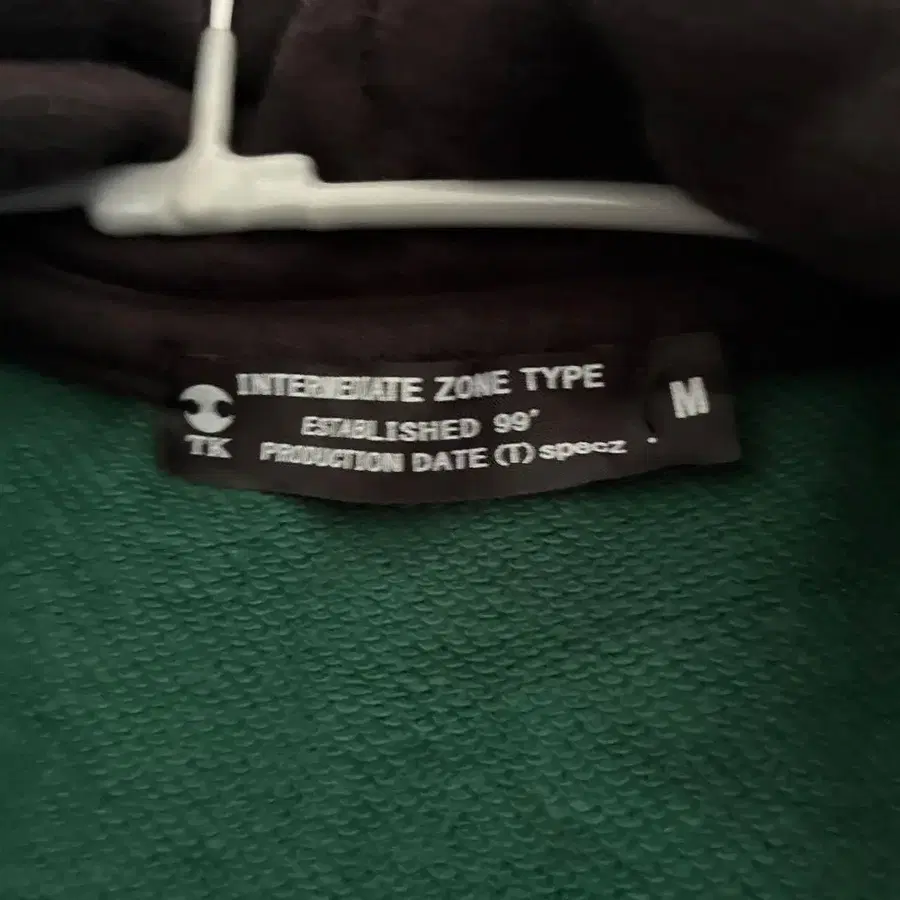 INTERMEDIATE ZONE TYPE
ESTABLISHED 99'
PRODUCTION DATE (T) specz
TK
M